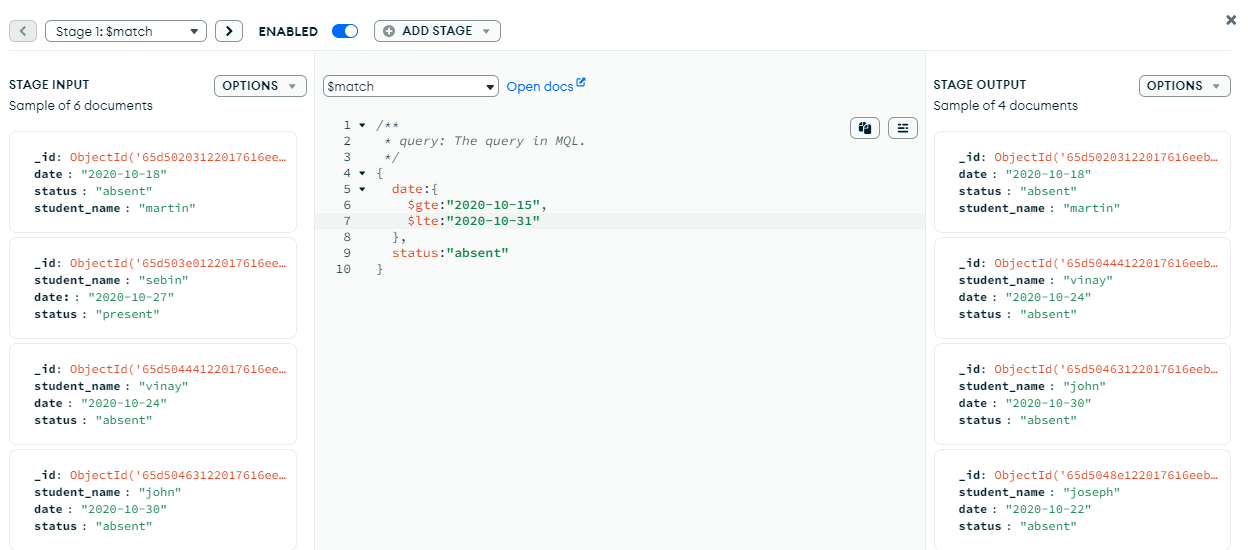 Stage 1: $match
ENABLED
ADD STAGE
STAGE INPUT
OPTIONS
Sample of 6 documents
_id: ObjectId('65d50203122017616ee…
date : "2020-10-18"
status : "absent"
student_name : "martin"
_id: ObjectId('65d503e0122017616ee…
student_name : "sebin"
date: : "2020-10-27"
status : "present"
_id: ObjectId('65d50444122017616ee…
student_name : "vinay"
date : "2020-10-24"
status : "absent"
_id: ObjectId('65d50463122017616ee…
student_name : "john"
date : "2020-10-30"
status : "absent"
$match
Open docs
1 /**
2 * query: The query in MQL.
3 */
4 {
5 date:{
6 $gte:"2020-10-15",
7 $lte:"2020-10-31"
8 },
9 status:"absent"
10 }
STAGE OUTPUT
OPTIONS
Sample of 4 documents
_id: ObjectId('65d50203122017616eeb…
date : "2020-10-18"
status : "absent"
student_name : "martin"
_id: ObjectId('65d50444122017616eeb…
student_name : "vinay"
date : "2020-10-24"
status : "absent"
_id: ObjectId('65d50463122017616eeb…
student_name : "john"
date : "2020-10-30"
status : "absent"
_id: ObjectId('65d5048e122017616eeb…
student_name : "joseph"
date : "2020-10-22"
status : "absent"